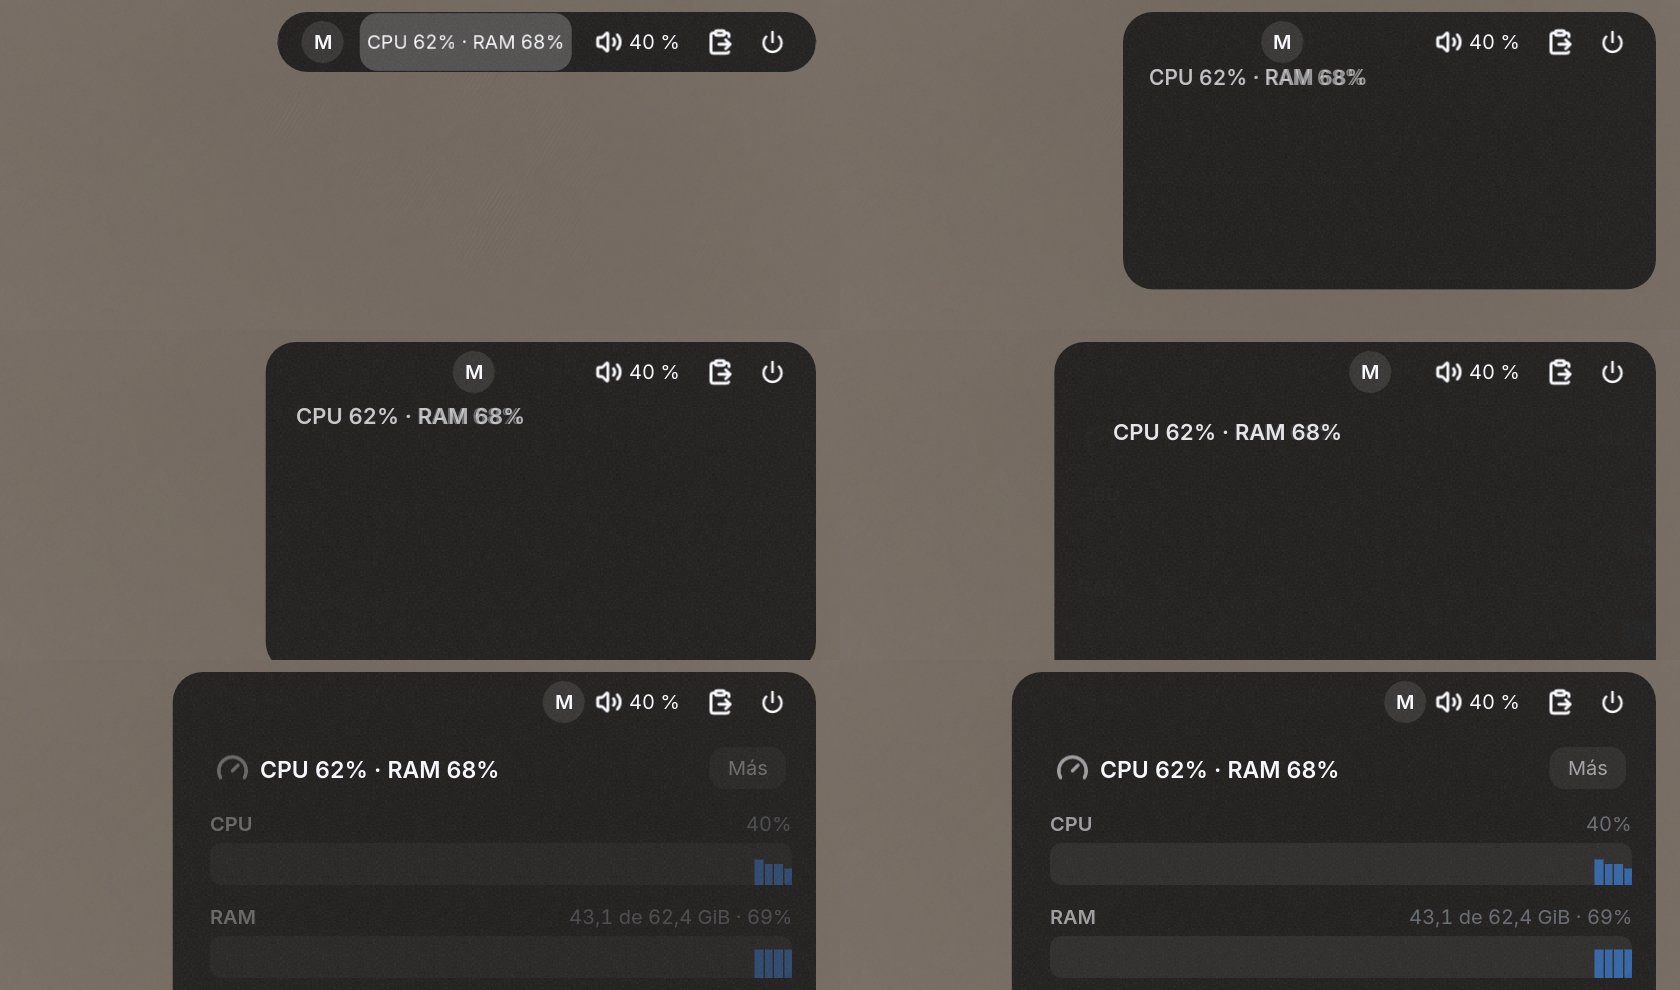 M CPU 62% · RAM 68% 40 %
M 40 %
CPU 62% · RAM 68%
M 40 %
CPU 62% · RAM 68%
M 40 %
CPU 62% · RAM 68%
M 40 %
CPU 62% · RAM 68% Más
CPU 40%
RAM 43,1 de 62,4 GiB · 69%
M 40 %
CPU 62% · RAM 68% Más
CPU 40%
RAM 43,1 de 62,4 GiB · 69%